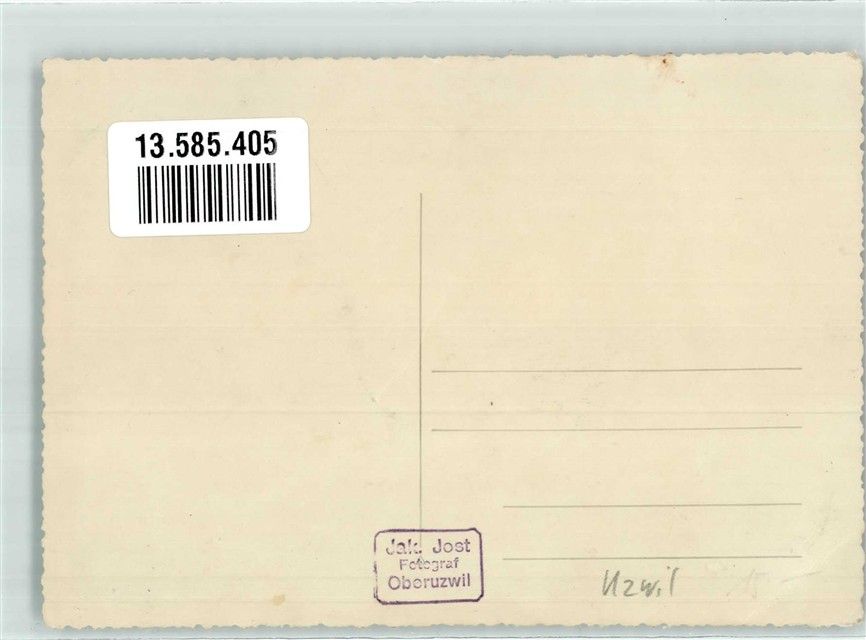 13.585.405
Jak. Jost
Fotograf
Oberuzwil
Uzwil